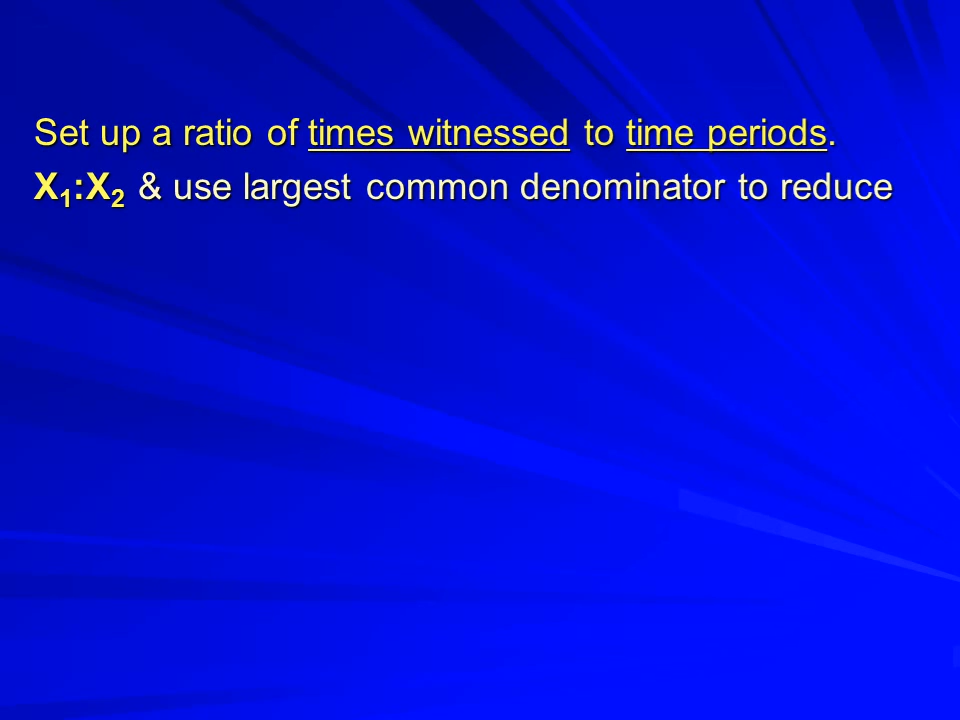 Set up a ratio of times witnessed to time periods.
X₁:X₂ & use largest common denominator to reduce